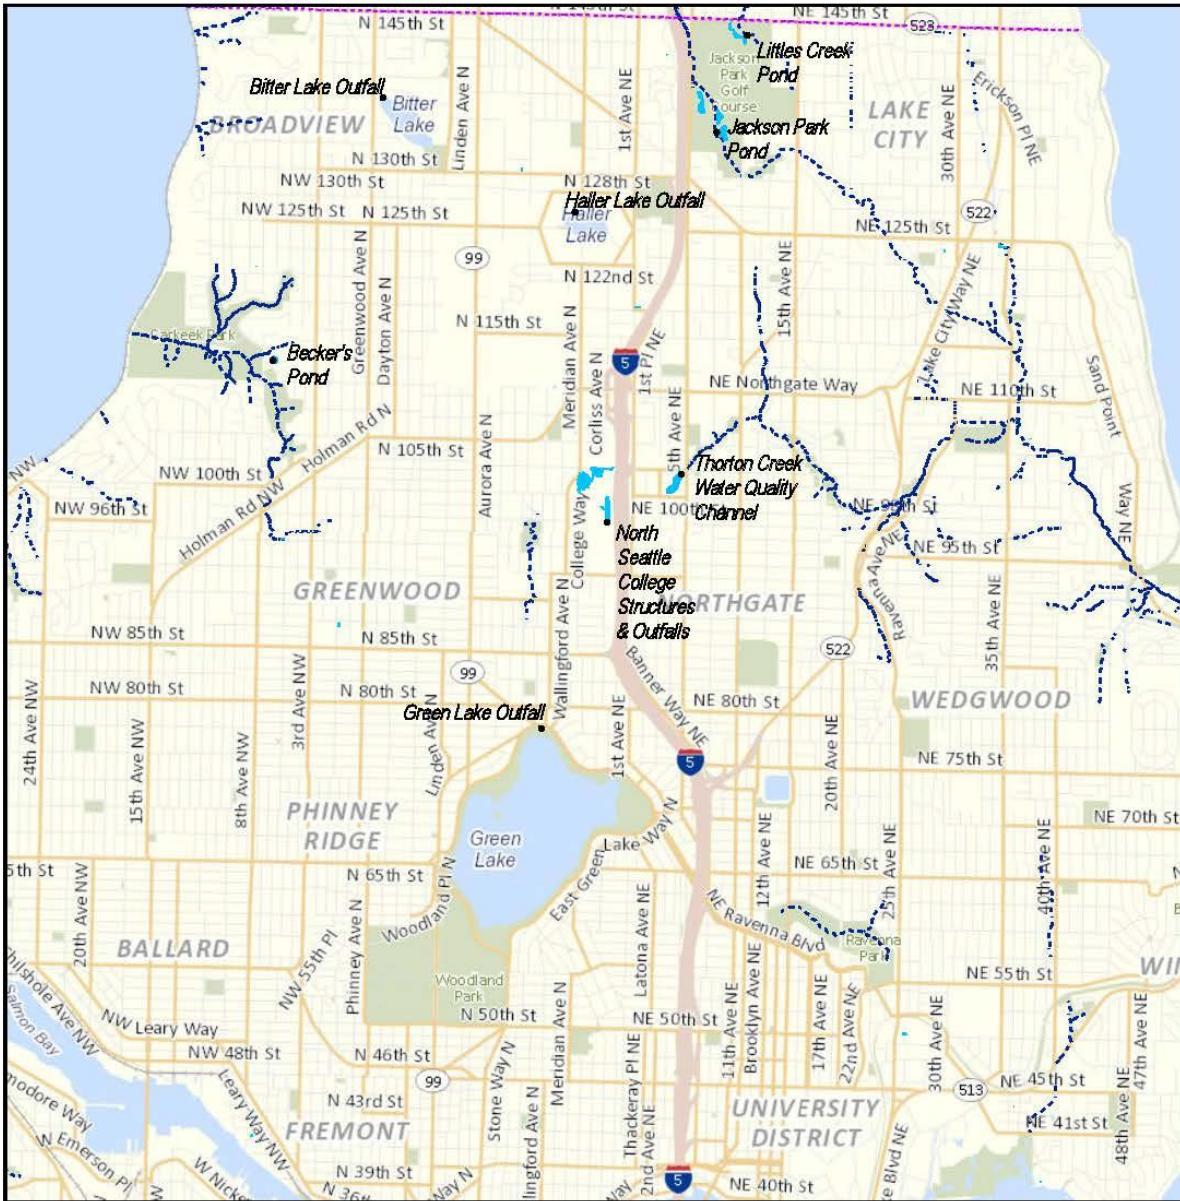 N 145th St
N 145th St
NE 145th St
523
Littles Creek
Pond
Jackson
Park
Golf
Course
Bitter Lake Outfall
Bitter
Lake
BROADVIEW
Linden Ave N
1st Ave NE
LAKE
CITY
30th Ave NE
Erickson Pl NE
Jackson Park
Pond
N 130th St
NW 130th St
N 128th St
Haller Lake Outfall
Haller
Lake
NW 125th St
N 125th St
522
NE 125th St
99
N 122nd St
Greenwood Ave N
Dayton Ave N
15th Ave NE
Lake City Way NE
Carkeek Park
N 115th St
Meridian Ave N
Corliss Ave N
1st Pl NE
5
Becker's
Pond
Sand Point
Way NE
NE Northgate Way
NE 110th St
Holman Rd N
N 105th St
Aurora Ave N
5th Ave NE
Thorton Creek
Water Quality
Channel
NW
NW 100th St
NE 100th St
NW 96th St
Holman Rd NW
College Way
North
Seattle
College
Structures
& Outfalls
NE 95th St
Ravenna Ave NE
GREENWOOD
NORTHGATE
35th Ave NE
Wallingford Ave N
NW 85th St
N 85th St
522
99
Banner Way NE
NW 80th St
N 80th St
NE 80th St
WEDGWOOD
24th Ave NW
3rd Ave NW
Linden Ave N
Green Lake Outfall
1st Ave NE
20th Ave NE
5
NE 75th St
15th Ave NW
8th Ave NW
PHINNEY
RIDGE
Green
Lake
Lake Way N
East Green
12th Ave NE
NE 70th St
NE 65th St
25th Ave NE
40th Ave NE
5th St
N 65th St
Woodland Pl N
20th Ave NW
BALLARD
NW 55th Pl
Phinney Ave N
Latona Ave NE
NE Ravenna Blvd
Ravenna
Park
Woodland
Park
NE 55th St
WIN
Salmon Bay
NW Leary Way
N 50th St
NE 50th St
NW 48th St
N 46th St
Meridian Ave N
11th Ave NE
Brooklyn Ave NE
17th Ave NE
22nd Ave NE
30th Ave NE
47th Ave NE
99
513
NE 45th St
Leary Way NW
N 43rd St
Stone Way N
Thackeray Pl NE
UNIVERSITY
DISTRICT
NE 41st St
48th Ave NE
FREMONT
N 39th St
2nd Ave NE
5
NE 40th St